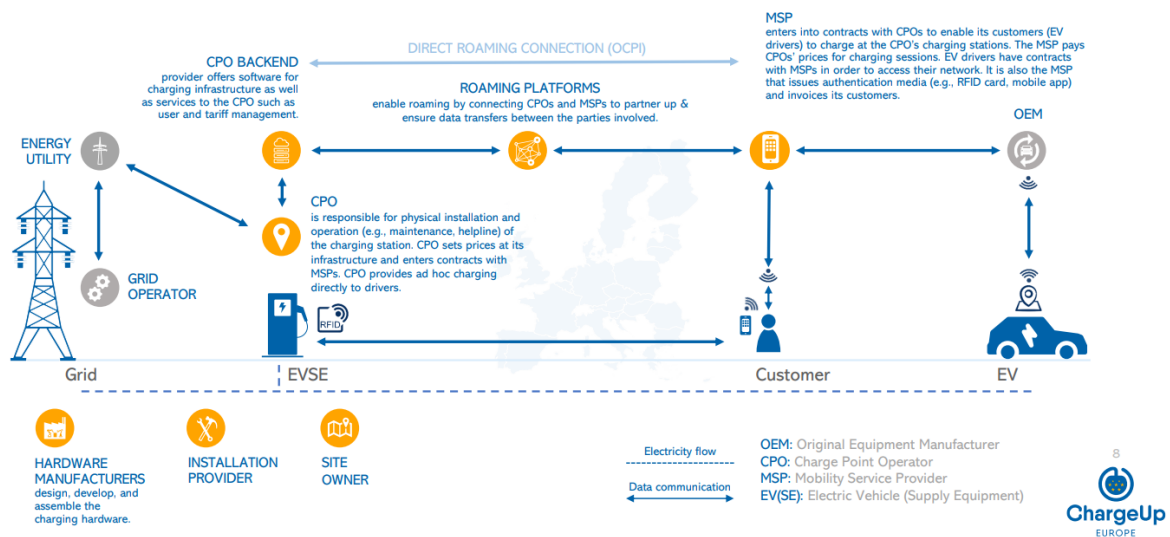 MSP
enters into contracts with CPOs to enable its customers (EV
drivers) to charge at the CPO's charging stations. The MSP pays
CPOs' prices for charging sessions. EV drivers have contracts
with MSPs in order to access their network. It is also the MSP
that issues authentication media (e.g., RFID card, mobile app)
and invoices its customers.
DIRECT ROAMING CONNECTION (OCPI)
CPO BACKEND
provider offers software for
charging infrastructure as well
as services to the CPO such as
user and tariff management.
ROAMING PLATFORMS
enable roaming by connecting CPOs and MSPs to partner up &
ensure data transfers between the parties involved.
OEM
ENERGY
UTILITY
CPO
is responsible for physical installation and
operation (e.g., maintenance, helpline) of
the charging station. CPO sets prices at its
infrastructure and enters contracts with
MSPs. CPO provides ad hoc charging
directly to drivers.
GRID
OPERATOR
RFID
Grid
EVSE
Customer
EV
HARDWARE
MANUFACTURERS
design, develop, and
assemble the
charging hardware.
INSTALLATION
PROVIDER
SITE
OWNER
Electricity flow
Data communication
OEM: Original Equipment Manufacturer
CPO: Charge Point Operator
MSP: Mobility Service Provider
EV(SE): Electric Vehicle (Supply Equipment)
8
ChargeUp
EUROPE